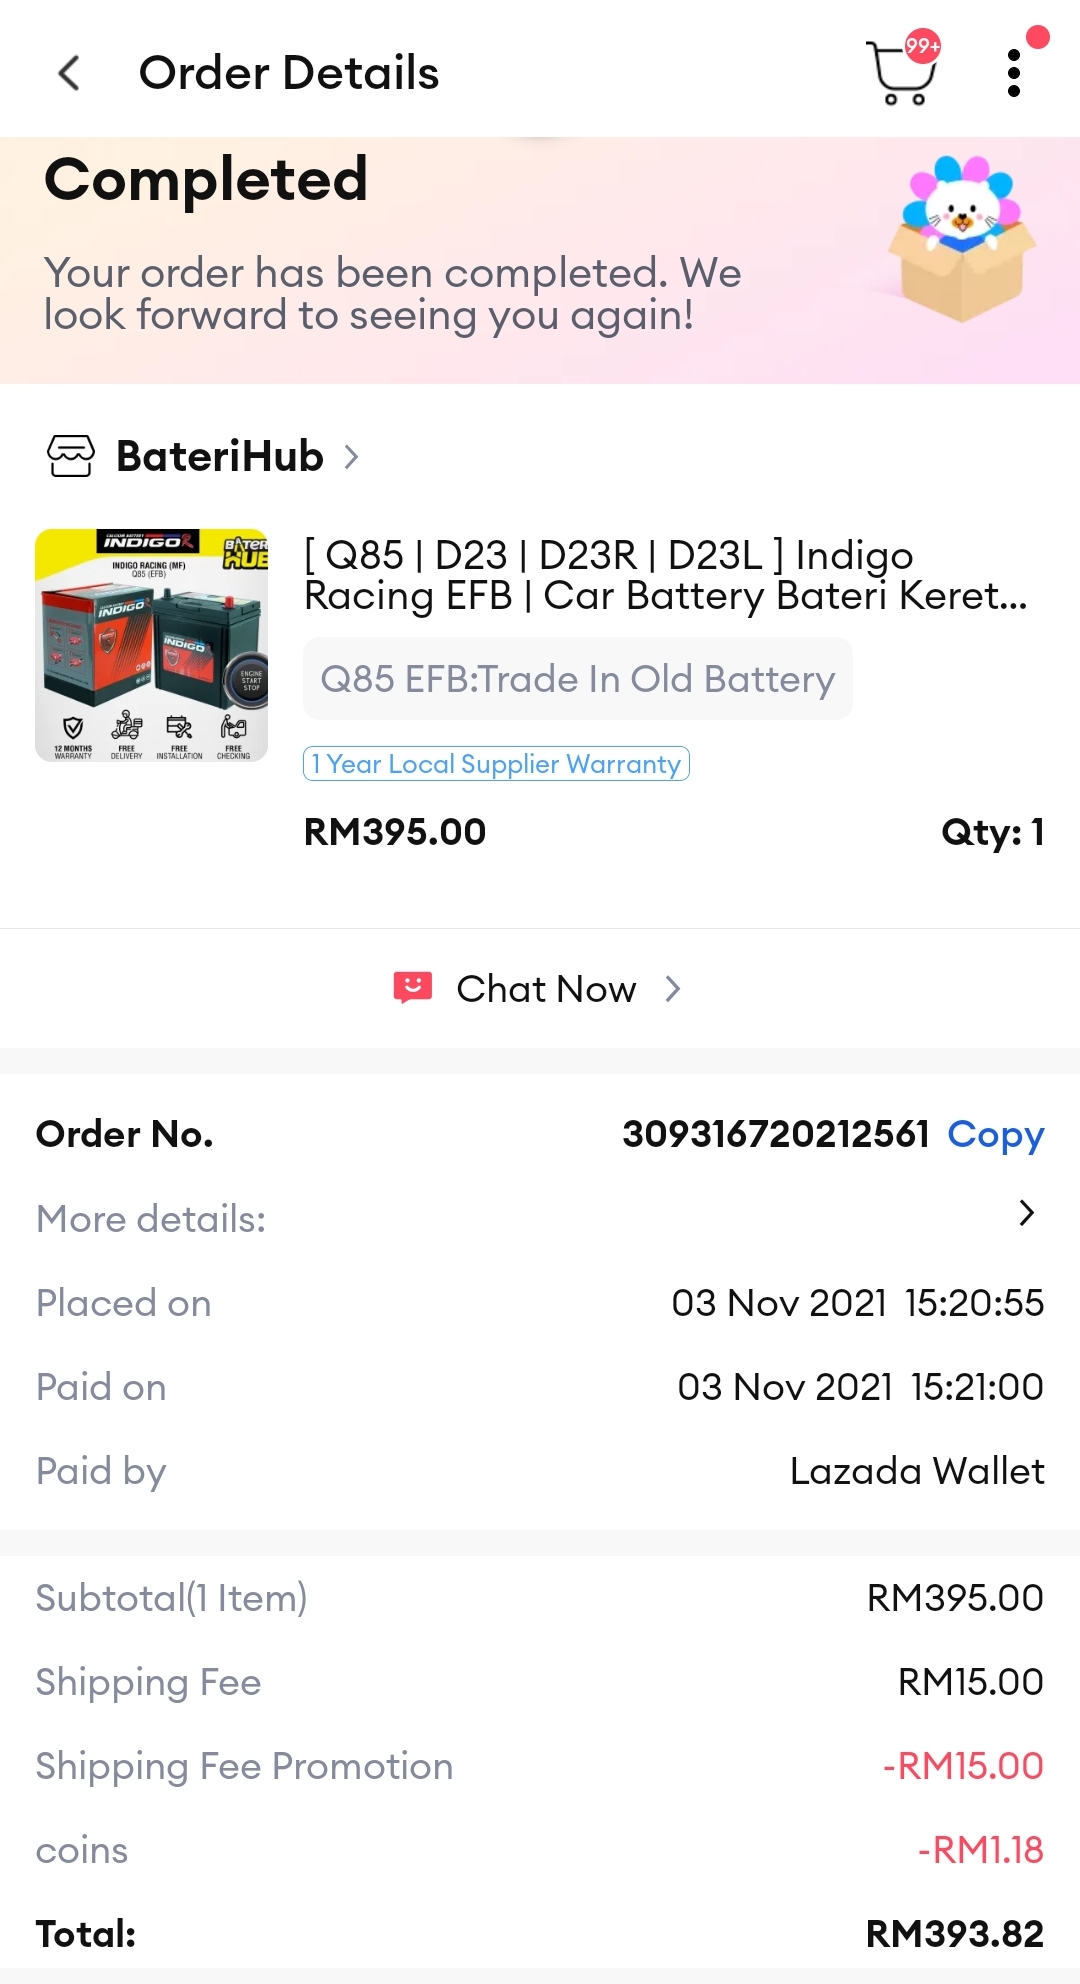 Order Details
99+
Completed
Your order has been completed. We
look forward to seeing you again!
BateriHub
INDIGO R
BATERI
HUB
INDIGO RACING (MF)
Q85 (EFB)
INDIGO
INDIGO
ENGINE
START
STOP
12 MONTHS
WARRANTY
FREE
DELIVERY
FREE
INSTALLATION
FREE
CHECKING
[ Q85 | D23 | D23R | D23L ] Indigo
Racing EFB | Car Battery Bateri Keret...
Q85 EFB:Trade In Old Battery
1 Year Local Supplier Warranty
RM395.00
Qty: 1
Chat Now
Order No. 309316720212561 Copy
More details:
Placed on 03 Nov 2021 15:20:55
Paid on 03 Nov 2021 15:21:00
Paid by Lazada Wallet
Subtotal(1 Item) RM395.00
Shipping Fee RM15.00
Shipping Fee Promotion -RM15.00
coins -RM1.18
Total: RM393.82